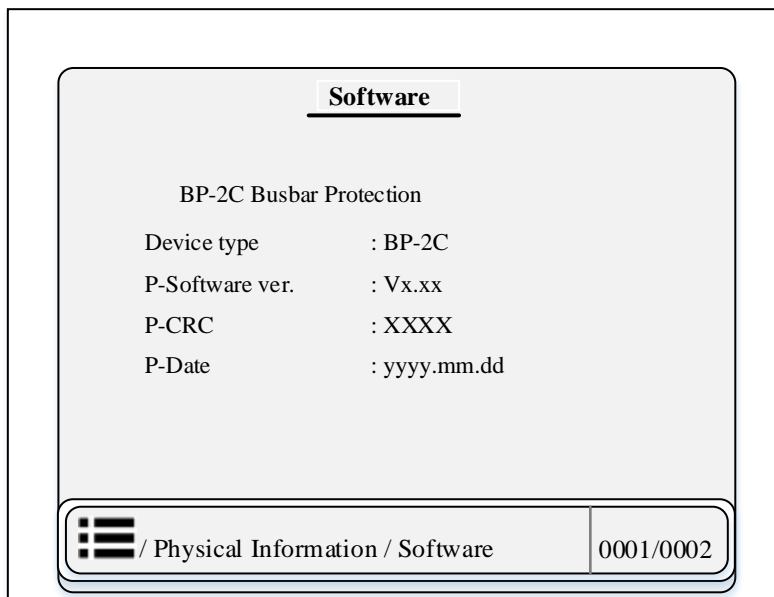 Software
BP-2C Busbar Protection
Device type : BP-2C
P-Software ver. : Vx.xx
P-CRC : XXXX
P-Date : yyyy.mm.dd
/ Physical Information / Software 0001/0002